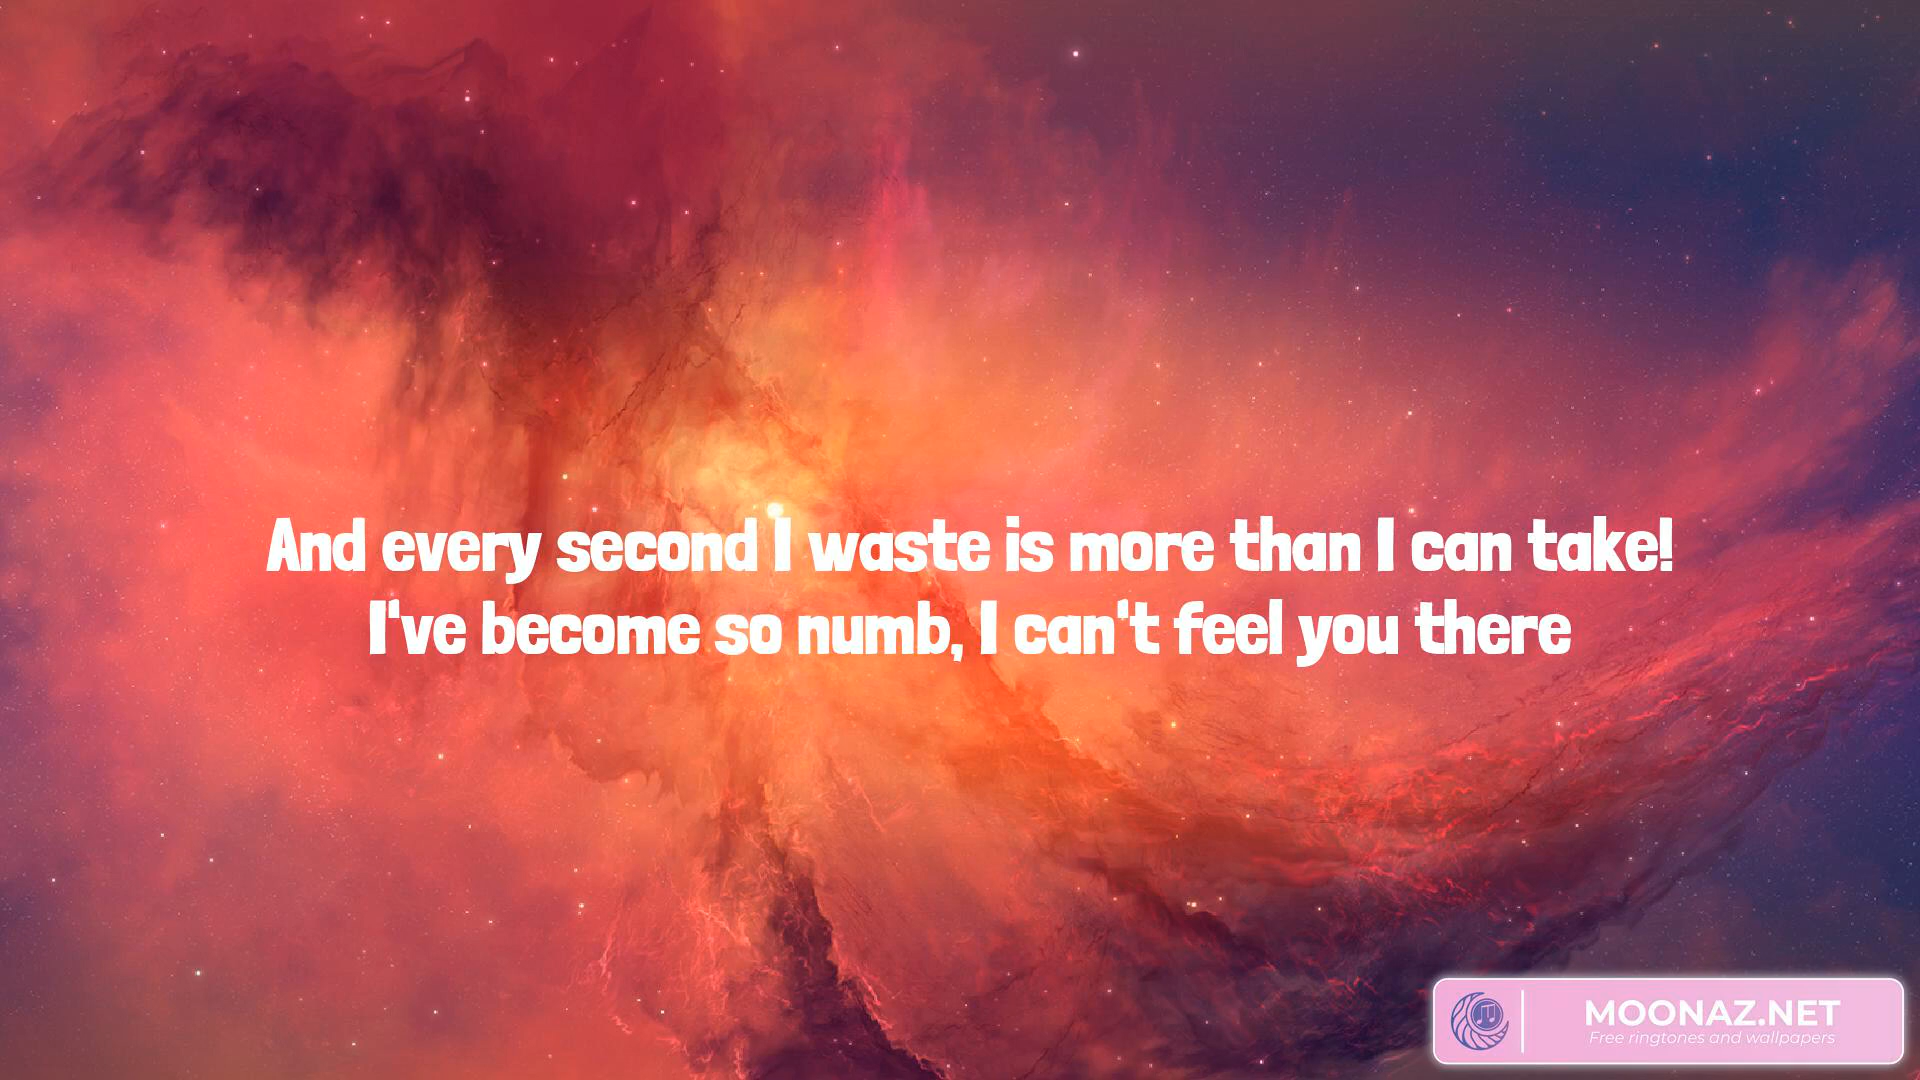 And every second I waste is more than I can take!
I've become so numb, I can't feel you there
MOONAZ.NET
Free ringtones and wallpapers